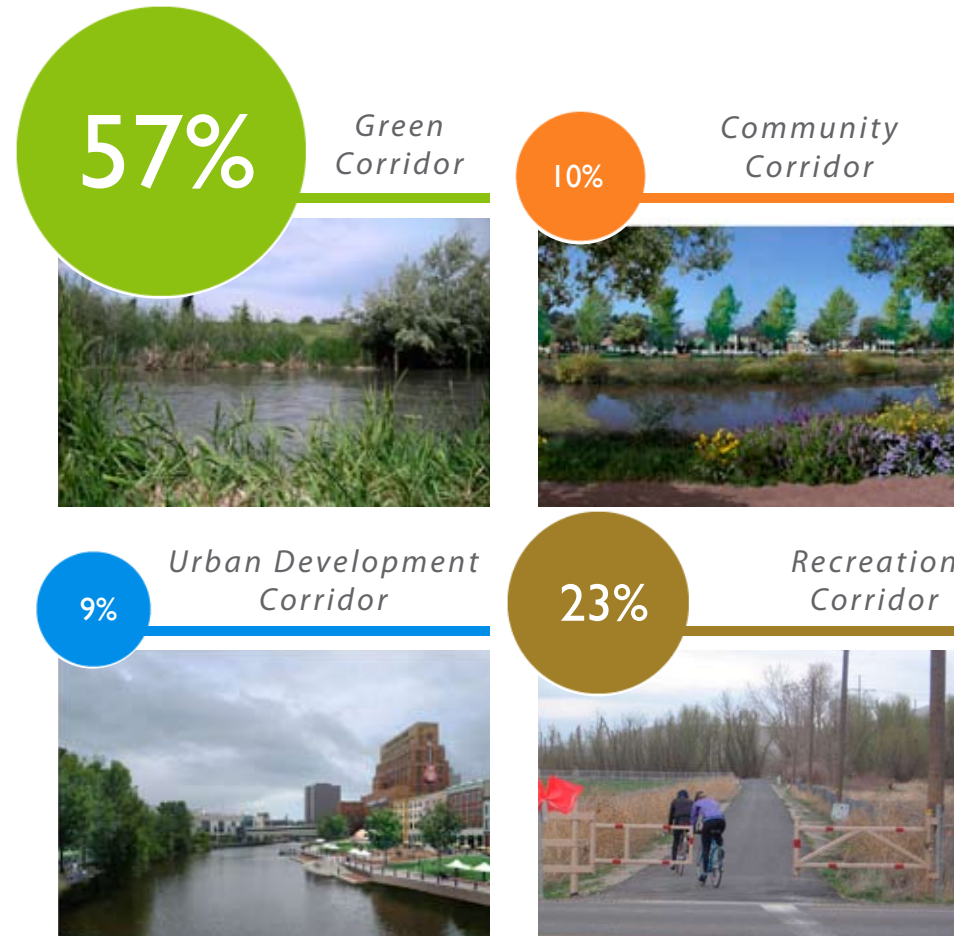 57%
Green
Corridor
10%
Community
Corridor
9%
Urban Development
Corridor
23%
Recreation
Corridor